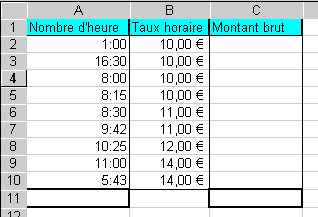 A B C
1 Nombre d'heure Taux horaire Montant brut
2 1:00 10,00 €
3 16:30 10,00 €
4 8:00 10,00 €
5 8:15 10,00 €
6 8:30 11,00 €
7 9:42 11,00 €
8 10:25 12,00 €
9 11:00 14,00 €
10 5:43 14,00 €
11